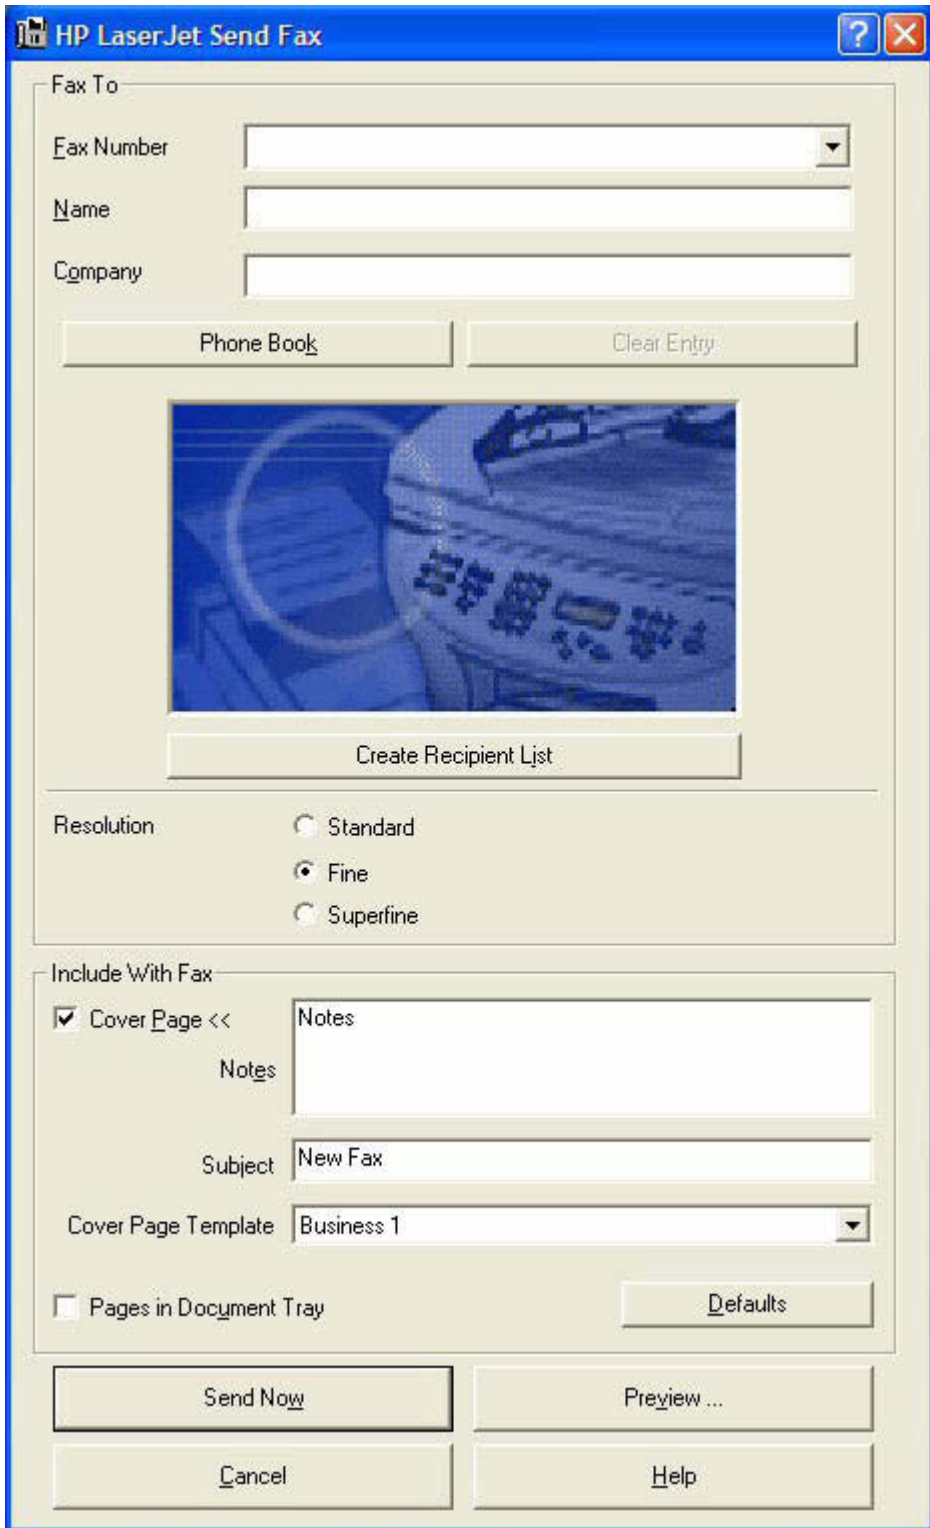 HP LaserJet Send Fax
Fax To
Fax Number
Name
Company
Phone Book
Clear Entry
Create Recipient List
Resolution
Standard
Fine
Superfine
Include With Fax
Cover Page <<
Notes
Notes
Subject
New Fax
Cover Page Template
Business 1
Pages in Document Tray
Defaults
Send Now
Preview ...
Cancel
Help